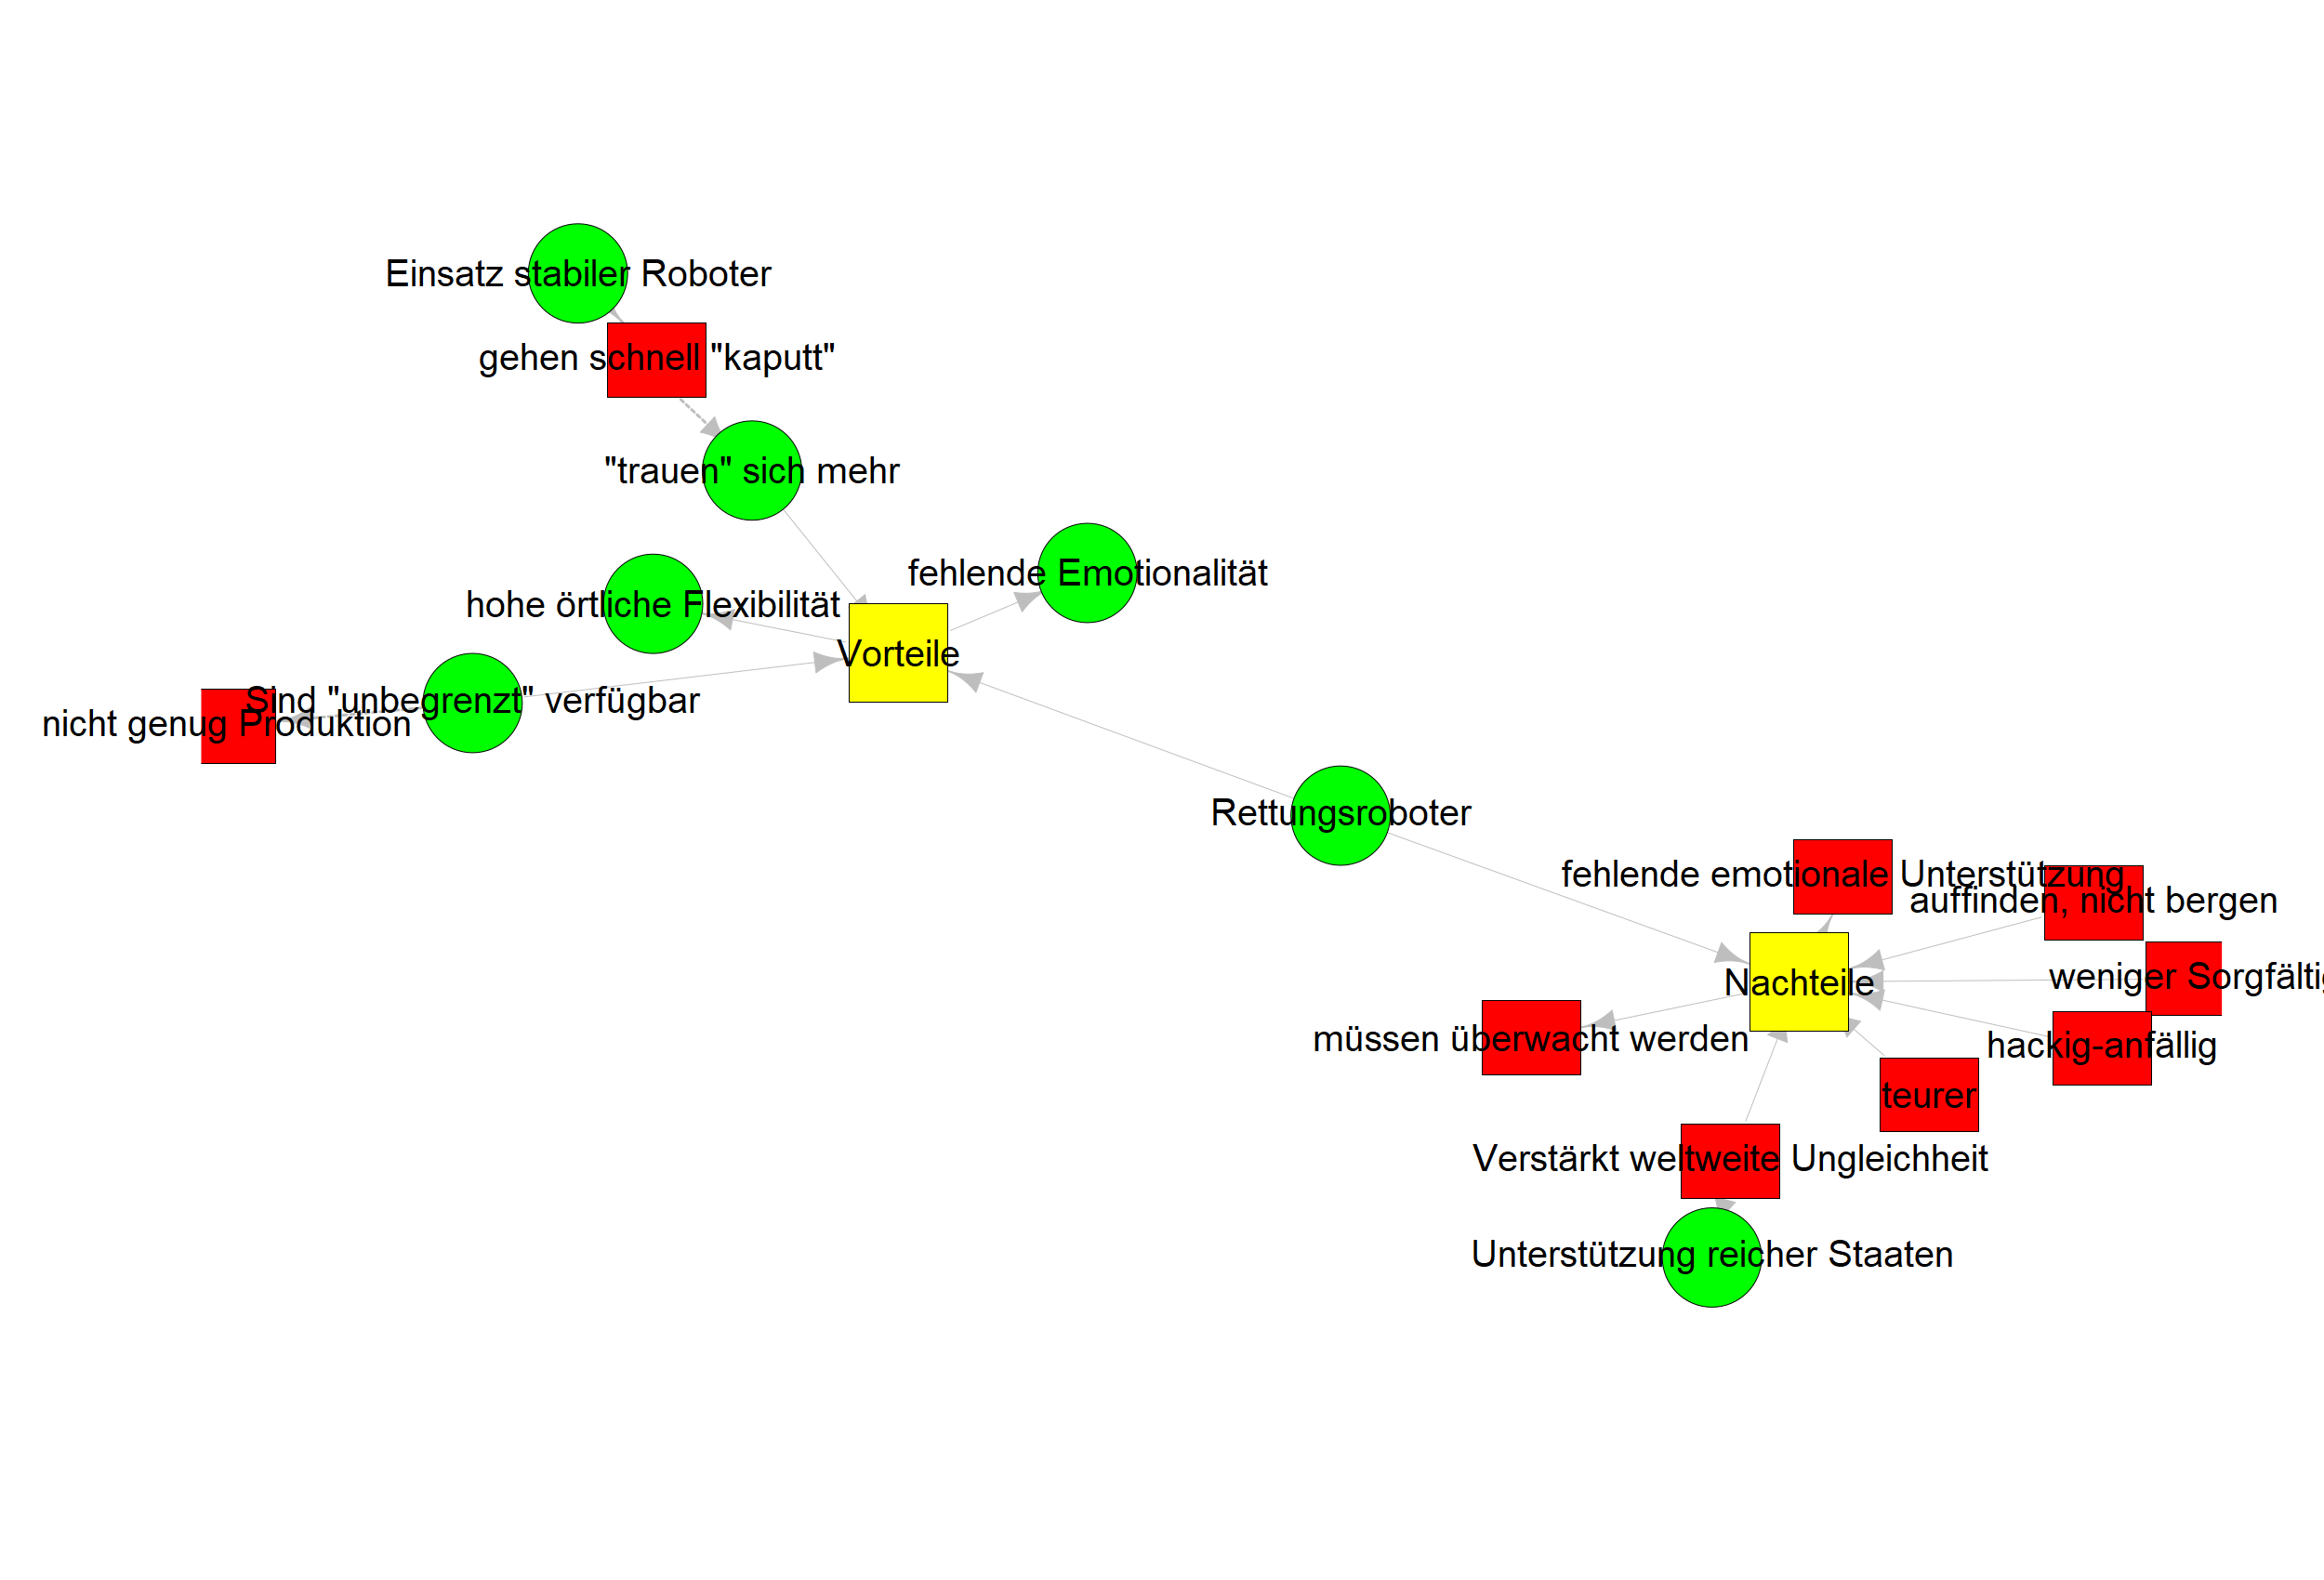 Einsatz stabiler Roboter
gehen schnell "kaputt"
"trauen" sich mehr
fehlende Emotionalität
hohe örtliche Flexibilität
Vorteile
Sind "unbegrenzt" verfügbar
nicht genug Produktion
Rettungsroboter
fehlende emotionale Unterstützung
auffinden, nicht bergen
weniger Sorgfältig
Nachteile
müssen überwacht werden
hackig-anfällig
teurer
Verstärkt weltweite Ungleichheit
Unterstützung reicher Staaten